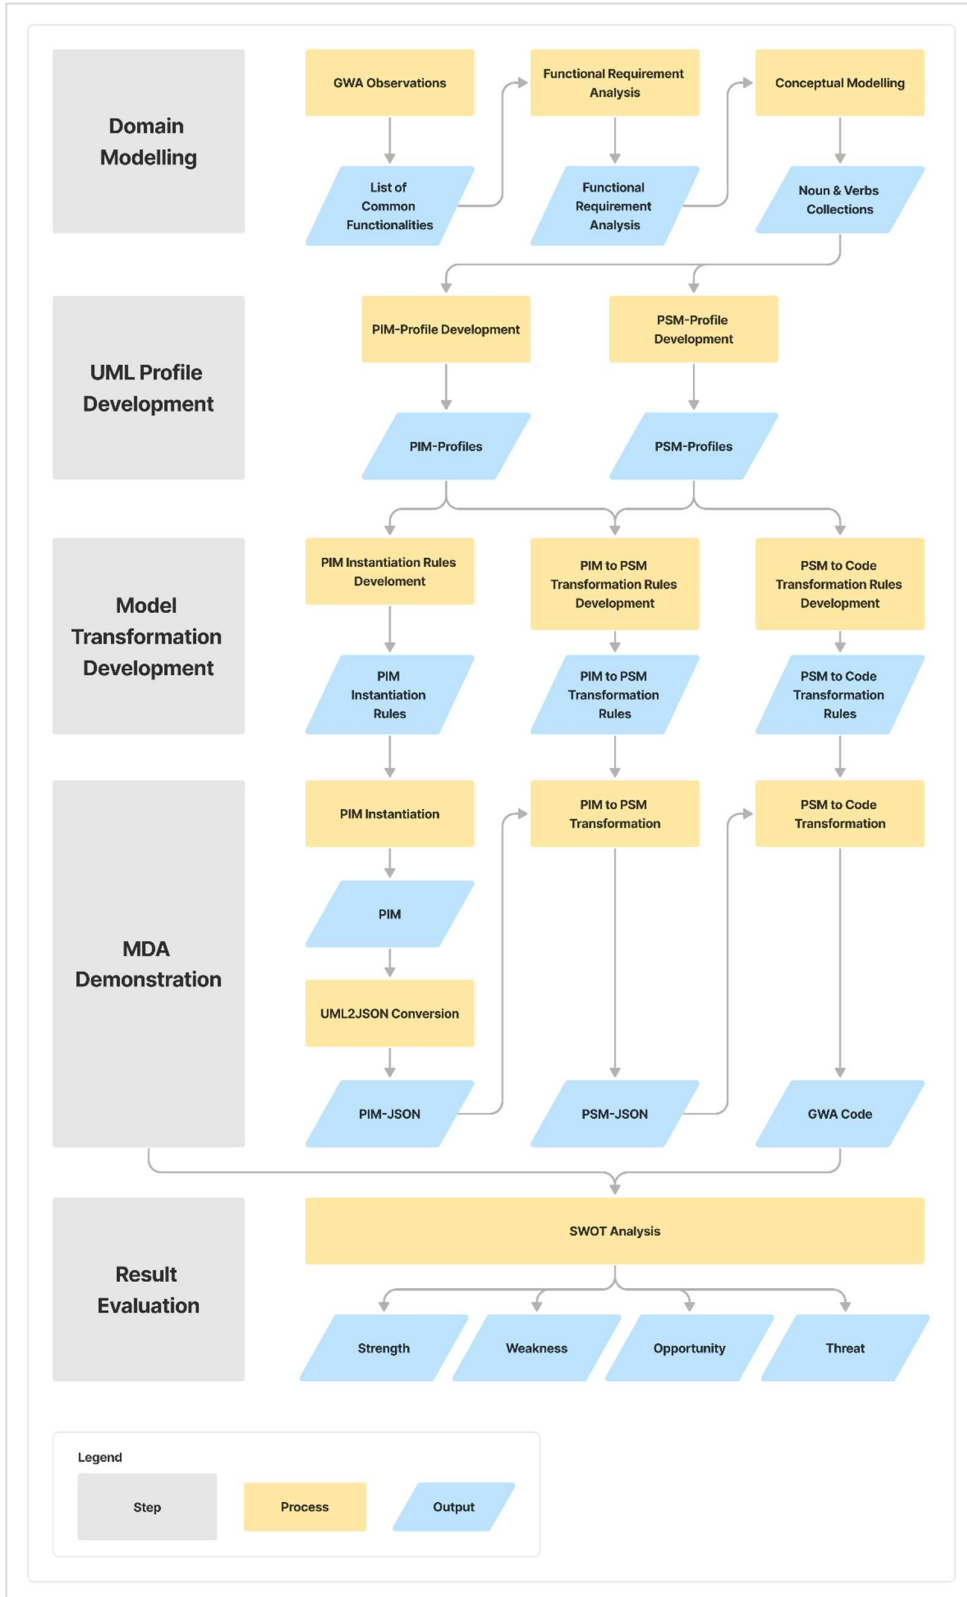 Domain
Modelling
GWA Observations
Functional Requirement
Analysis
Conceptual Modelling
List of
Common
Functionalities
Functional
Requirement
Analysis
Noun & Verbs
Collections
UML Profile
Development
PIM-Profile Development
PSM-Profile
Development
PIM-Profiles
PSM-Profiles
Model
Transformation
Development
PIM Instantiation Rules
Develoment
PIM to PSM
Transformation Rules
Development
PSM to Code
Transformation Rules
Development
PIM
Instantiation
Rules
PIM to PSM
Transformation
Rules
PSM to Code
Transformation
Rules
MDA
Demonstration
PIM Instantiation
PIM to PSM
Transformation
PSM to Code
Transformation
PIM
UML2JSON Conversion
PIM-JSON
PSM-JSON
GWA Code
Result
Evaluation
SWOT Analysis
Strength
Weakness
Opportunity
Threat
Legend
Step
Process
Output